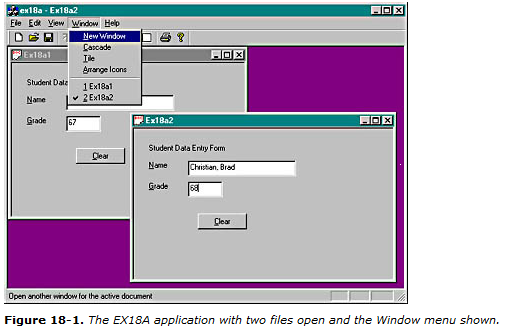 ex18a - Ex18a2
File Edit View Window Help
New Window
Cascade
Tile
Arrange Icons
1 Ex18a1
2 Ex18a2
Ex18a1
Student Data
Name
Grade 67
Clear
Ex18a2
Student Data Entry Form
Name Christian, Brad
Grade 68
Clear
Open another window for the active document
Figure 18-1. The EX18A application with two files open and the Window menu shown.